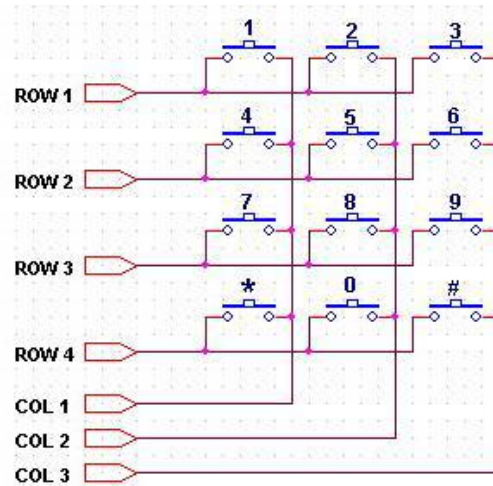 1 2 3
ROW 1
4 5 6
ROW 2
7 8 9
ROW 3
* 0 #
ROW 4
COL 1
COL 2
COL 3